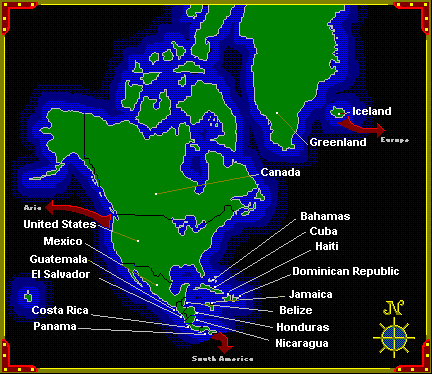 Iceland
Europe
Greenland
Canada
Asia
United States
Bahamas
Mexico
Cuba
Haiti
Guatemala
El Salvador
Dominican Republic
Jamaica
Costa Rica
Belize
Panama
Honduras
Nicaragua
N
South America